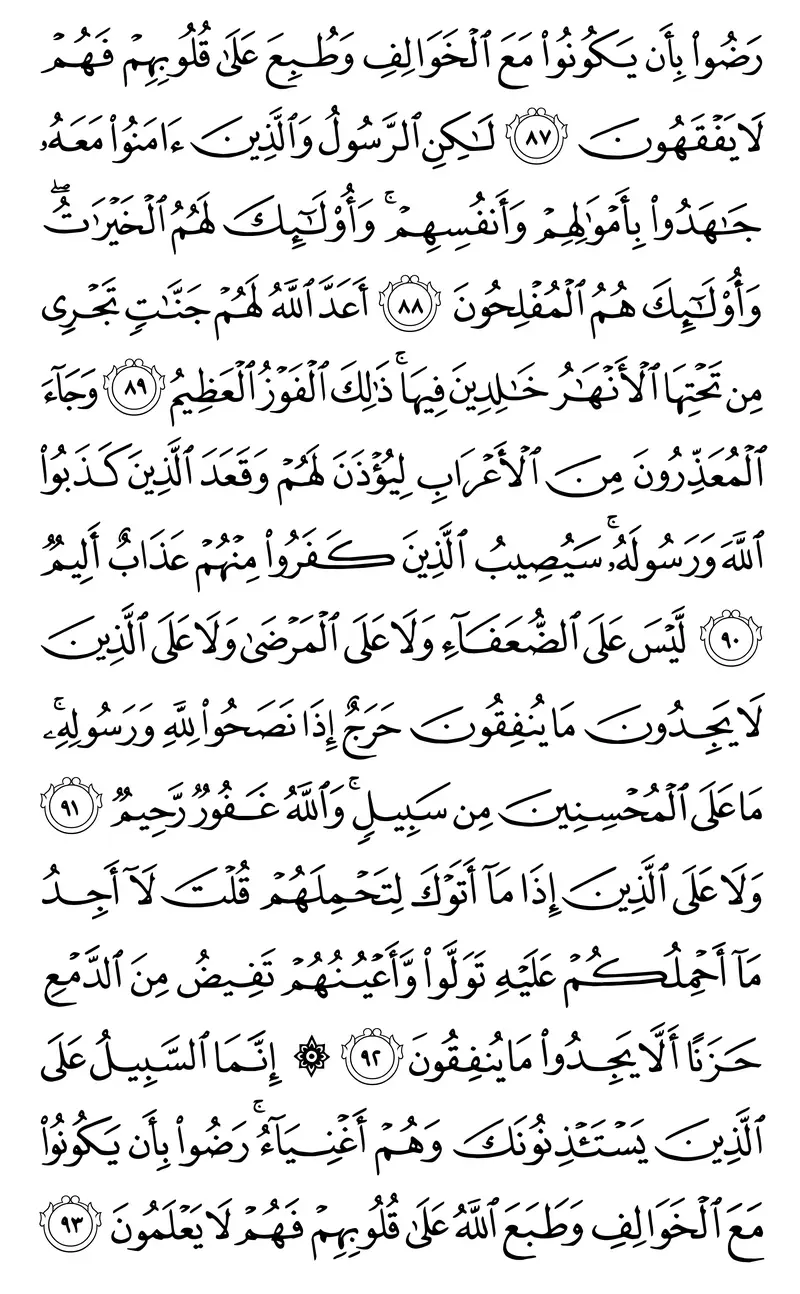 رَضُوا۟ بِأَن يَكُونُوا۟ مَعَ ٱلْخَوَالِفِ وَطُبِعَ عَلَىٰ قُلُوبِهِمْ فَهُمْ
لَا يَفْقَهُونَ ٨٧ لَـٰكِنِ ٱلرَّسُولُ وَٱلَّذِينَ ءَامَنُوا۟ مَعَهُۥ
جَـٰهَدُوا۟ بِأَمْوَٰلِهِمْ وَأَنفُسِهِمْ ۚ وَأُو۟لَـٰٓئِكَ لَهُمُ ٱلْخَيْرَٰتُ ۖ
وَأُو۟لَـٰٓئِكَ هُمُ ٱلْمُفْلِحُونَ ٨٨ أَعَدَّ ٱللَّهُ لَهُمْ جَنَّـٰتٍ تَجْرِى
مِن تَحْتِهَا ٱلْأَنْهَـٰرُ خَـٰلِدِينَ فِيهَا ۚ ذَٰلِكَ ٱلْفَوْزُ ٱلْعَظِيمُ ٨٩ وَجَآءَ
ٱلْمُعَذِّرُونَ مِنَ ٱلْأَعْرَابِ لِيُؤْذَنَ لَهُمْ وَقَعَدَ ٱلَّذِينَ كَذَبُوا۟
ٱللَّهَ وَرَسُولَهُۥ ۚ سَيُصِيبُ ٱلَّذِينَ كَفَرُوا۟ مِنْهُمْ عَذَابٌ أَلِيمٌ
٩٠ لَّيْسَ عَلَى ٱلضُّعَفَآءِ وَلَا عَلَى ٱلْمَرْضَىٰ وَلَا عَلَى ٱلَّذِينَ
لَا يَجِدُونَ مَا يُنفِقُونَ حَرَجٌ إِذَا نَصَحُوا۟ لِلَّهِ وَرَسُولِهِۦ ۚ
مَا عَلَى ٱلْمُحْسِنِينَ مِن سَبِيلٍ ۚ وَٱللَّهُ غَفُورٌ رَّحِيمٌ ٩١
وَلَا عَلَى ٱلَّذِينَ إِذَا مَآ أَتَوْكَ لِتَحْمِلَهُمْ قُلْتَ لَآ أَجِدُ
مَآ أَحْمِلُكُمْ عَلَيْهِ تَوَلَّوا۟ وَّأَعْيُنُهُمْ تَفِيضُ مِنَ ٱلدَّمْعِ
حَزَنًا أَلَّا يَجِدُوا۟ مَا يُنفِقُونَ ٩٢ ۞ إِنَّمَا ٱلسَّبِيلُ عَلَى
ٱلَّذِينَ يَسْتَـْٔذِنُونَكَ وَهُمْ أَغْنِيَآءُ ۚ رَضُوا۟ بِأَن يَكُونُوا۟
مَعَ ٱلْخَوَالِفِ وَطَبَعَ ٱللَّهُ عَلَىٰ قُلُوبِهِمْ فَهُمْ لَا يَعْلَمُونَ ٩٣